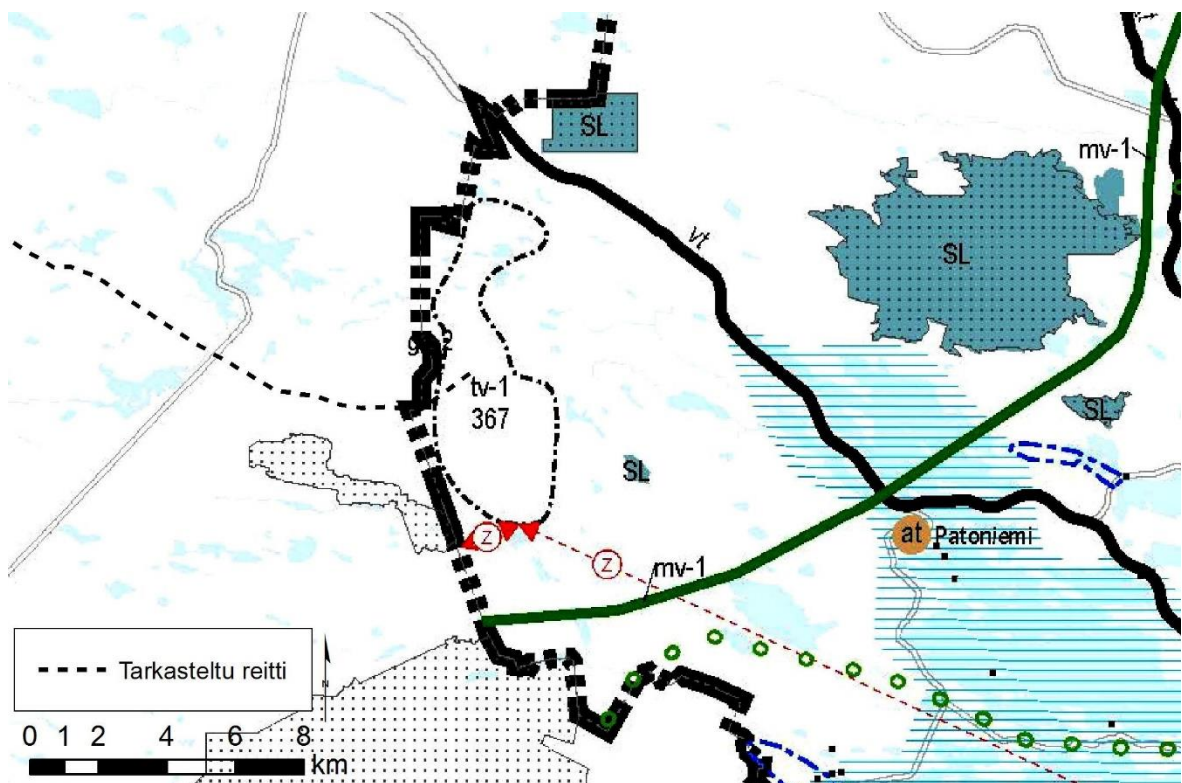 SL
mv-1
vt
SL
tv-1
367
SL
SL
Z
Z
at Patoniemi
mv-1
Tarkasteltu reitti
N
0 1 2 4 6 8
km